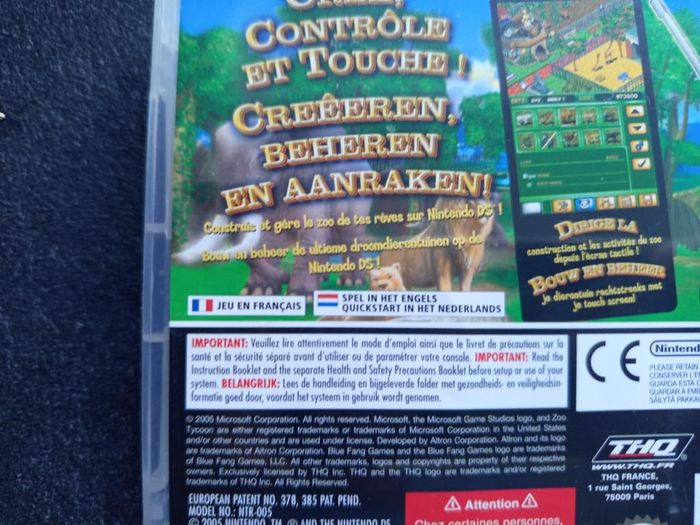 CRÉE,
CONTRÔLE
ET TOUCHE !
CREËEREN,
BEHEREN
EN AANRAKEN!
Construis et gère le zoo de tes rêves sur Nintendo DS !
Bouw en beheer de ultieme droomdierentuinen op de
Nintendo DS !
DIRIGE LA
construction et les activités du zoo
depuis l'écran tactile !
BOUW EN BEHEER
je dierentuin rechtstreeks met
je touch screen!
JEU EN FRANÇAIS
SPEL IN HET ENGELS
QUICKSTART IN HET NEDERLANDS
IMPORTANT: Veuillez lire attentivement le mode d'emploi ainsi que le livret de précautions sur la
santé et la sécurité séparé avant d'utiliser ou de paramétrer votre console. IMPORTANT: Read the
Instruction Booklet and the separate Health and Safety Precautions Booklet before setup or use of your
system. BELANGRIJK: Lees de handleiding en bijgeleverde folder met gezondheids- en veiligheidsin-
formatie goed door, voordat het systeem in gebruik wordt genomen.
CE
Nintend
PLEASE RETAIN
CONSERVER L'E
GUARDA ESTA C
GUARDAR A EM
SÄILYTÄ PAKKAU
© 2005 Microsoft Corporation. All rights reserved. Microsoft, the Microsoft Game Studios logo, and Zoo
Tycoon are either registered trademarks or trademarks of Microsoft Corporation in the United States
and/or other countries and are used under license. Developed by Altron Corporation. Altron and its logo
are trademarks of Altron Corporation. Blue Fang Games and the Blue Fang Games logo are trademarks
of Blue Fang Games, LLC. All other trademarks, logos and copyrights are property of their respective
owners. Exclusively licensed by THQ Inc. THQ and the THQ logo are trademarks and/or registered
trademarks of THQ Inc. All Rights Reserved.
THQ
WWW.THQ.FR
THQ FRANCE,
1 rue Saint Georges,
75009 Paris
EUROPEAN PATENT NO. 378, 385 PAT. PEND.
MODEL NO.: NTR-005
© 2005 NINTENDO. TM, ® AND THE NINTENDO DS
Attention
Chez certaines personnes,